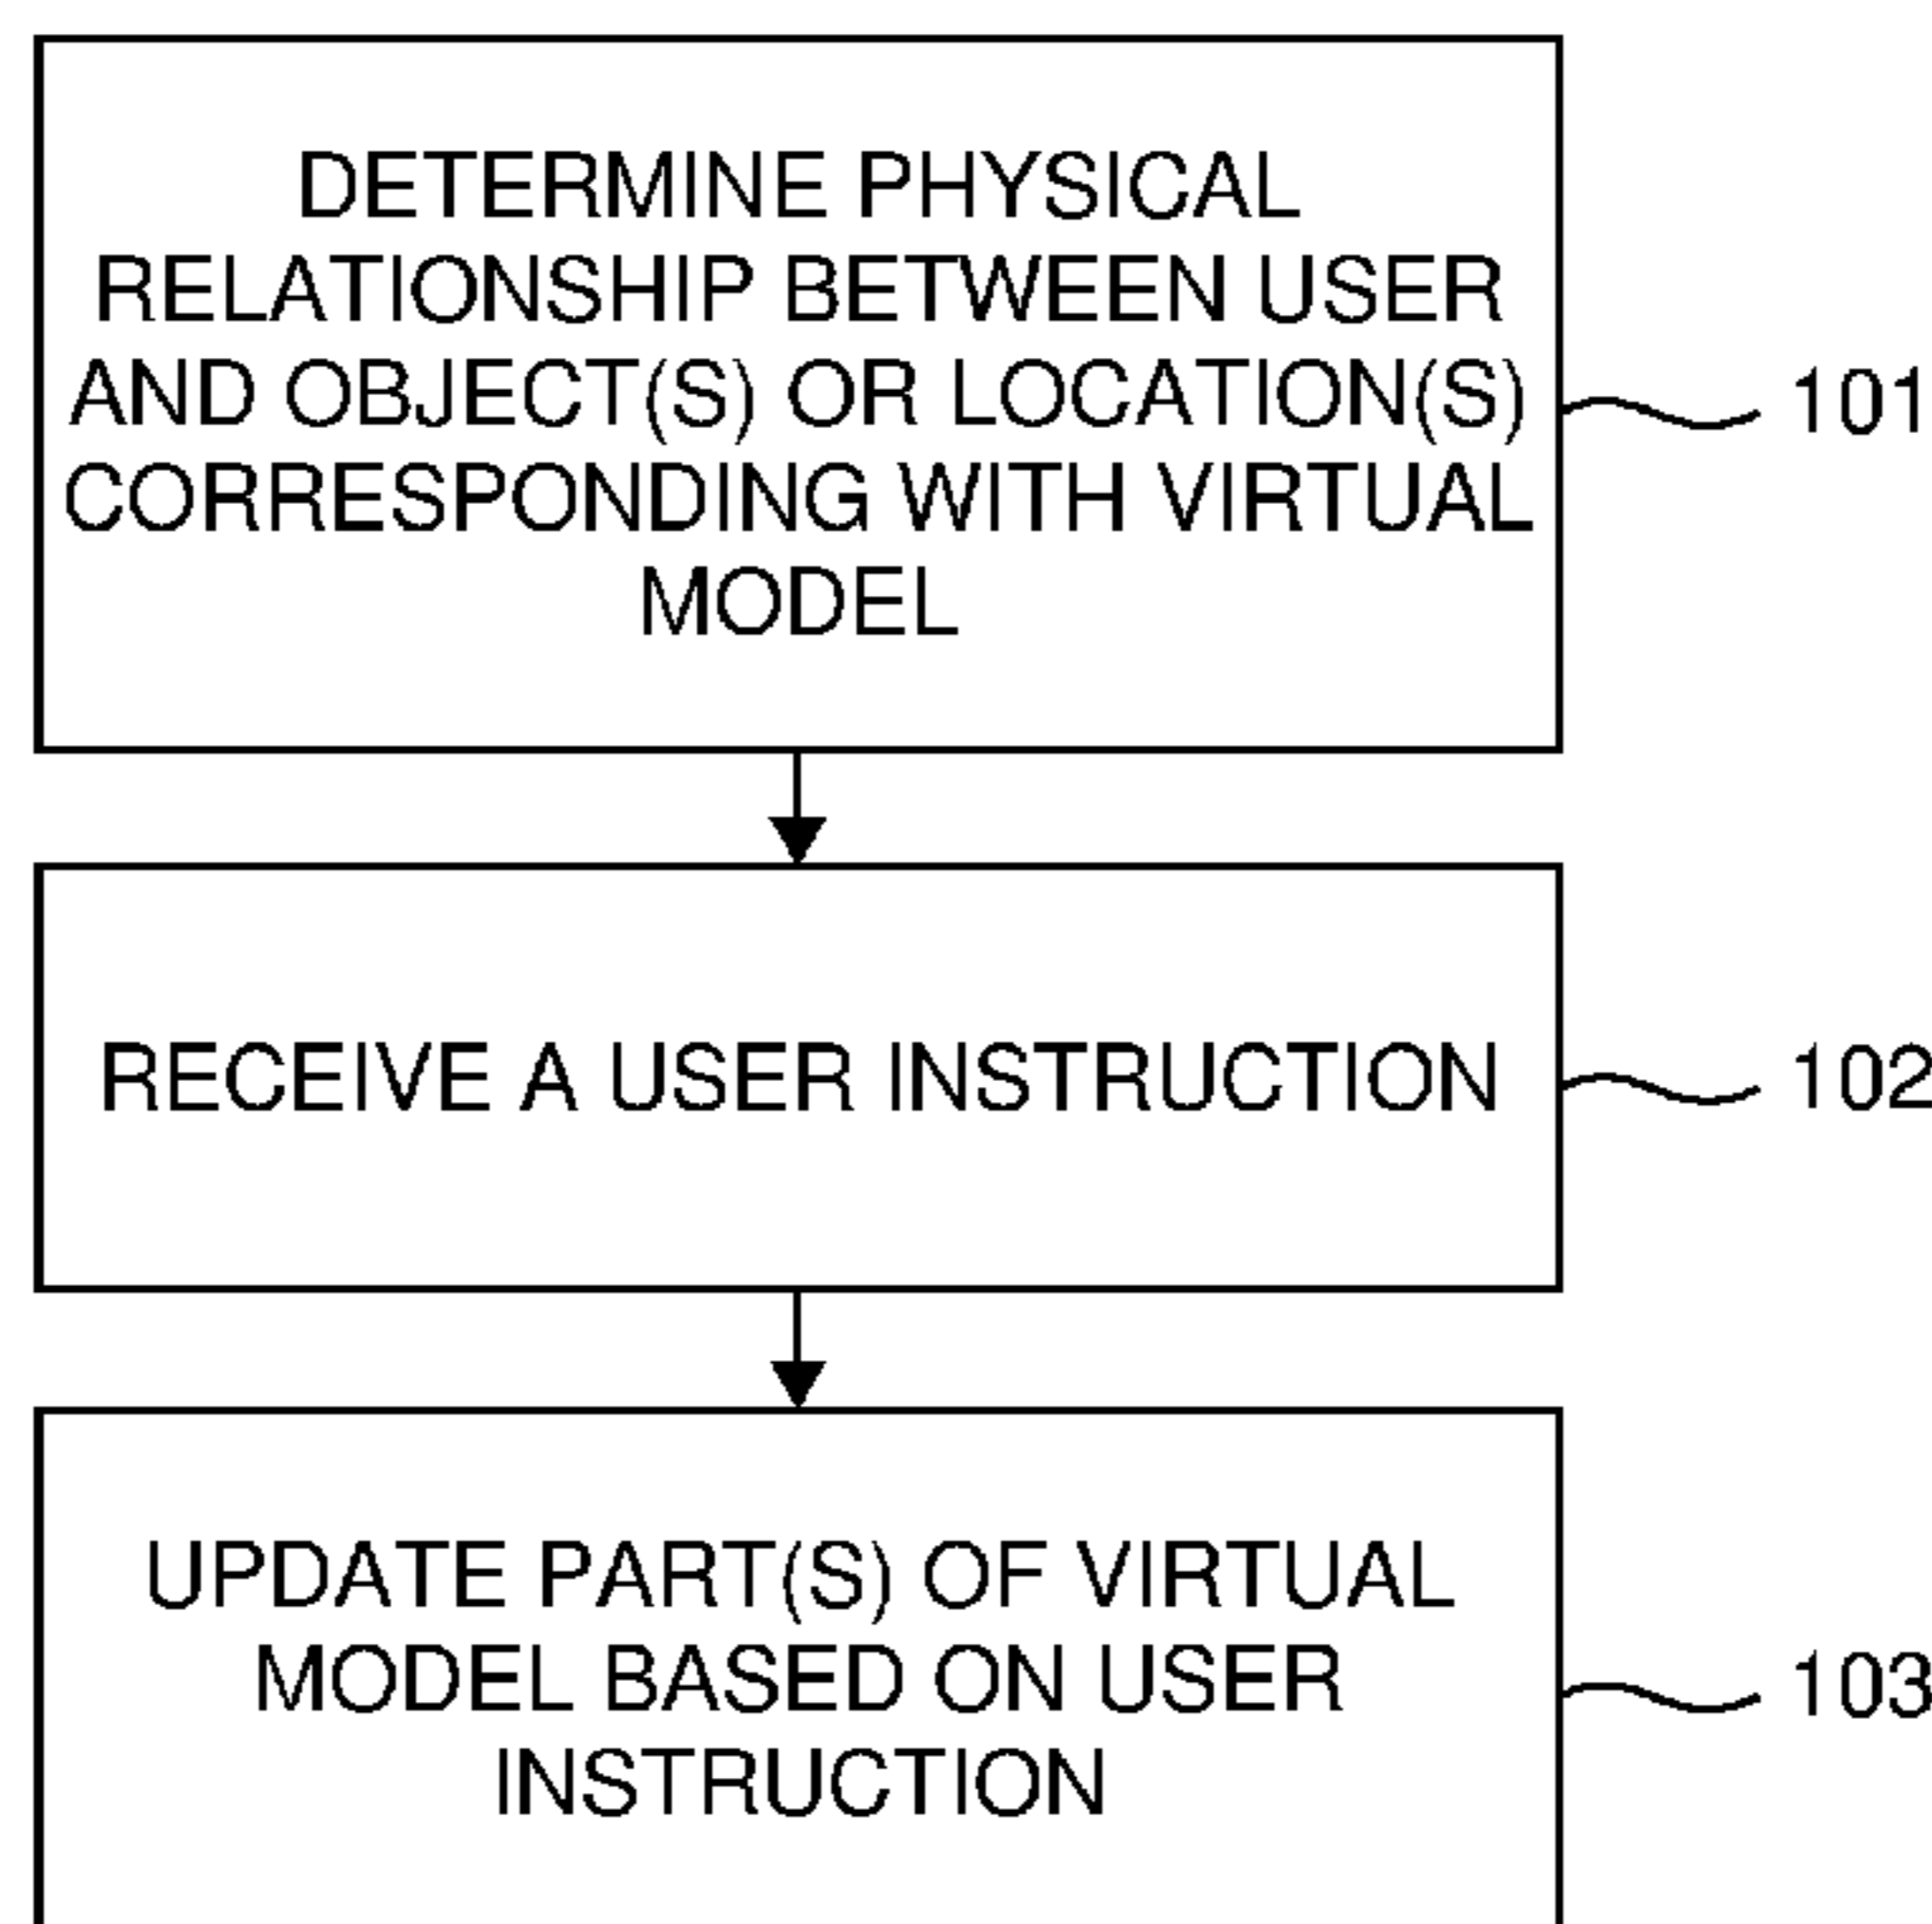 DETERMINE PHYSICAL
RELATIONSHIP BETWEEN USER
AND OBJECT(S) OR LOCATION(S)
CORRESPONDING WITH VIRTUAL
MODEL
101
RECEIVE A USER INSTRUCTION
102
UPDATE PART(S) OF VIRTUAL
MODEL BASED ON USER
INSTRUCTION
103